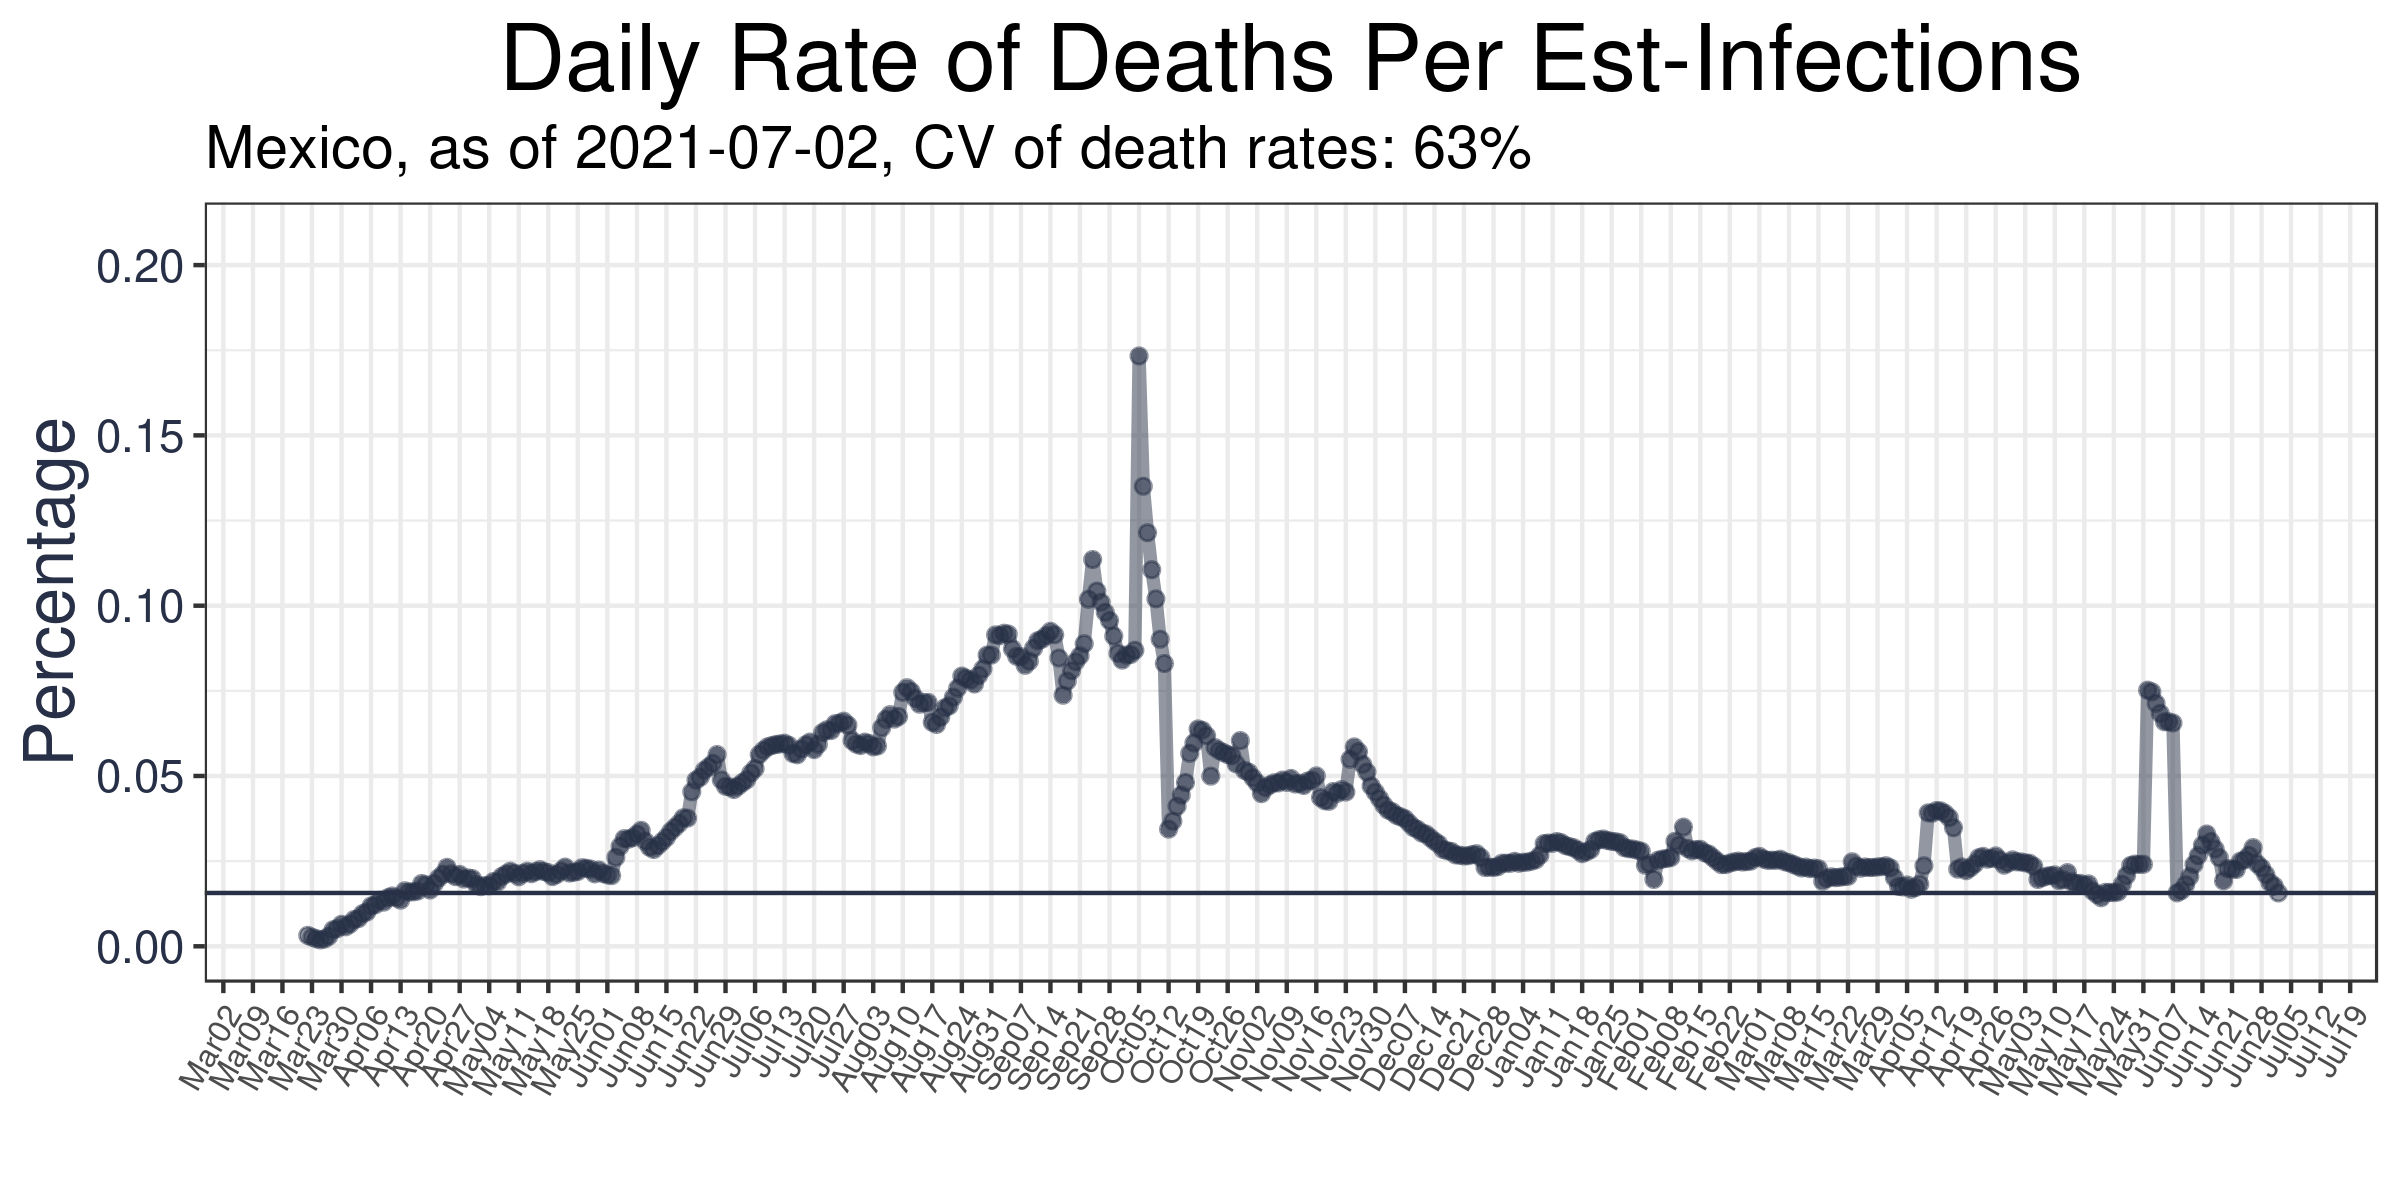 Daily Rate of Deaths Per Est-Infections
Mexico, as of 2021-07-02, CV of death rates: 63%
Percentage
0.20
0.15
0.10
0.05
0.00
Mar02
Mar09
Mar16
Mar23
Mar30
Apr06
Apr13
Apr20
Apr27
May04
May11
May18
May25
Jun01
Jun08
Jun15
Jun22
Jun29
Jul06
Jul13
Jul20
Jul27
Aug03
Aug10
Aug17
Aug24
Aug31
Sep07
Sep14
Sep21
Sep28
Oct05
Oct12
Oct19
Oct26
Nov02
Nov09
Nov16
Nov23
Nov30
Dec07
Dec14
Dec21
Dec28
Jan04
Jan11
Jan18
Jan25
Feb01
Feb08
Feb15
Feb22
Mar01
Mar08
Mar15
Mar22
Mar29
Apr05
Apr12
Apr19
Apr26
May03
May10
May17
May24
May31
Jun07
Jun14
Jun21
Jun28
Jul05
Jul12
Jul19